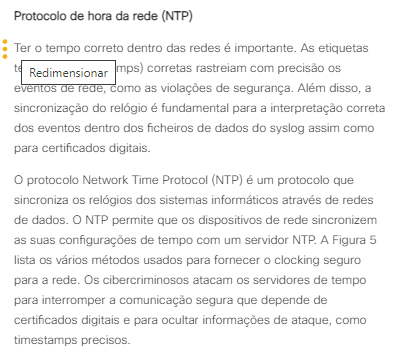 Protocolo de hora da rede (NTP)
Ter o tempo correto dentro das redes é importante. As etiquetas
Redimensionar
mps) corretas rastreiam com precisão os
eventos de rede, como as violações de segurança. Além disso, a
sincronização do relógio é fundamental para a interpretação correta
dos eventos dentro dos ficheiros de dados do syslog assim como
para certificados digitais.
O protocolo Network Time Protocol (NTP) é um protocolo que
sincroniza os relógios dos sistemas informáticos através de redes
de dados. O NTP permite que os dispositivos de rede sincronizem
as suas configurações de tempo com um servidor NTP. A Figura 5
lista os vários métodos usados para fornecer o clocking seguro
para a rede. Os cibercriminosos atacam os servidores de tempo
para interromper a comunicação segura que depende de
certificados digitais e para ocultar informações de ataque, como
timestamps precisos.